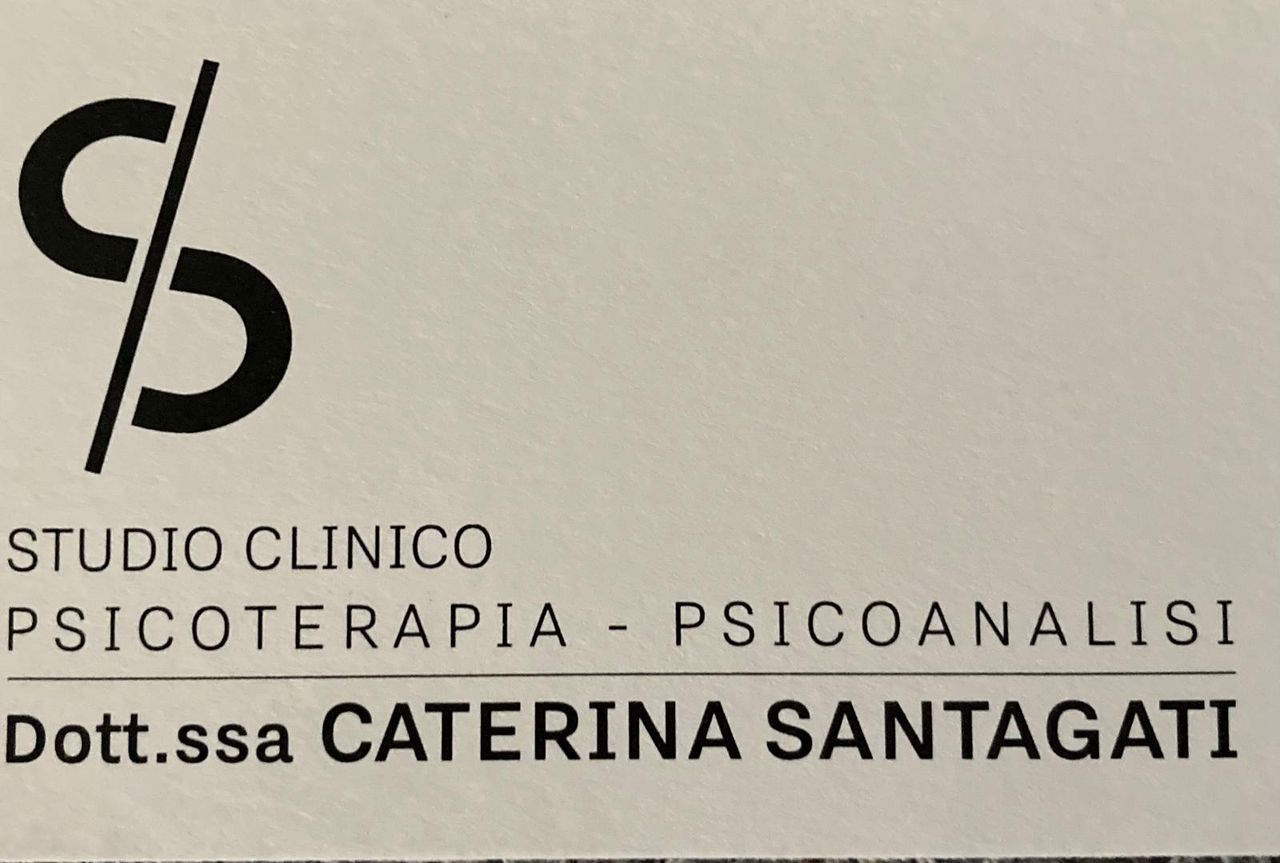 STUDIO CLINICO
PSICOTERAPIA - PSICOANALISI
Dott.ssa CATERINA SANTAGATI